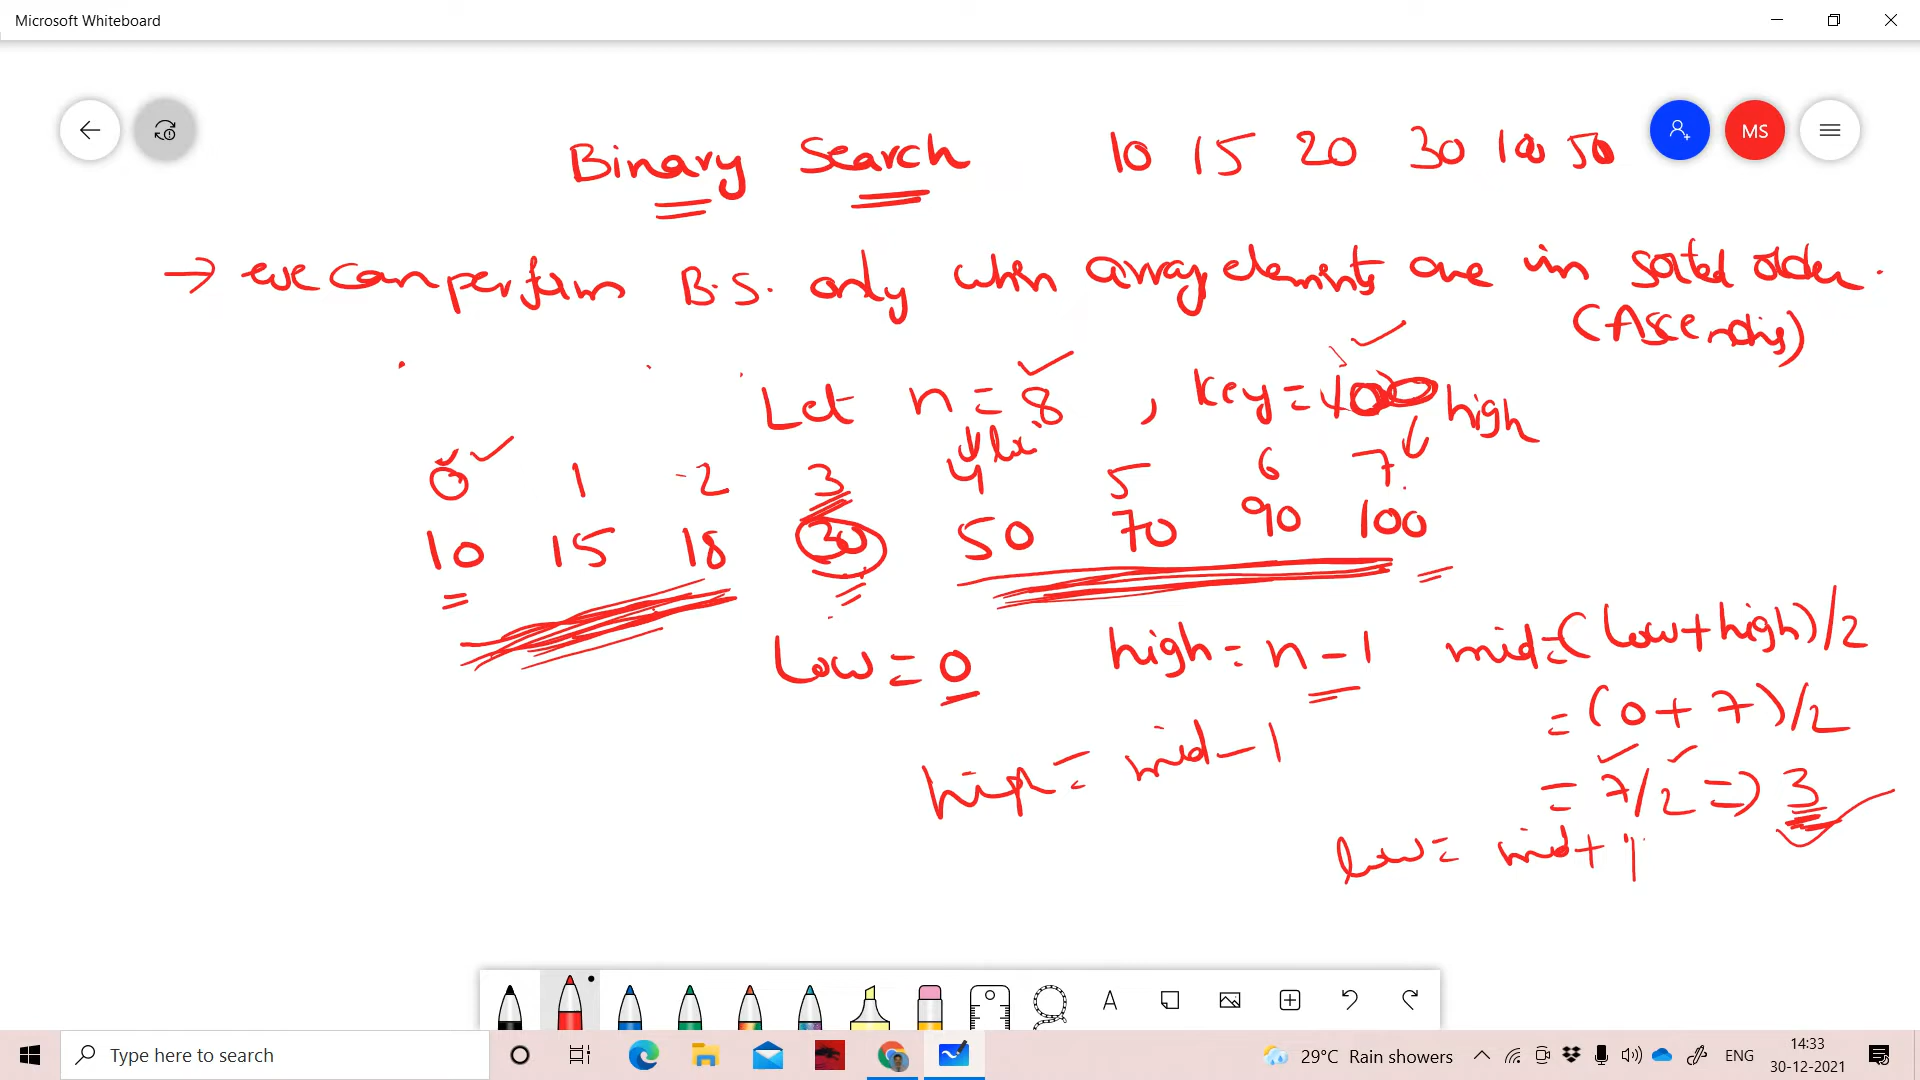 Microsoft Whiteboard
Binary Search 10 15 20 30 100 50
MS
→ we can perform B.S. only when array elements are in sorted order.
(Ascending)
Let n = 8 , key = 100 high
0 1 2 3 4 5 6 7
10 15 18 50 70 90 100
low = 0 high = n-1 mid = (low+high)/2
= (0+7)/2
high = mid-1
= 7/2 => 3
low = mid+1
A
Type here to search
29°C Rain showers
ENG
14:33
30-12-2021